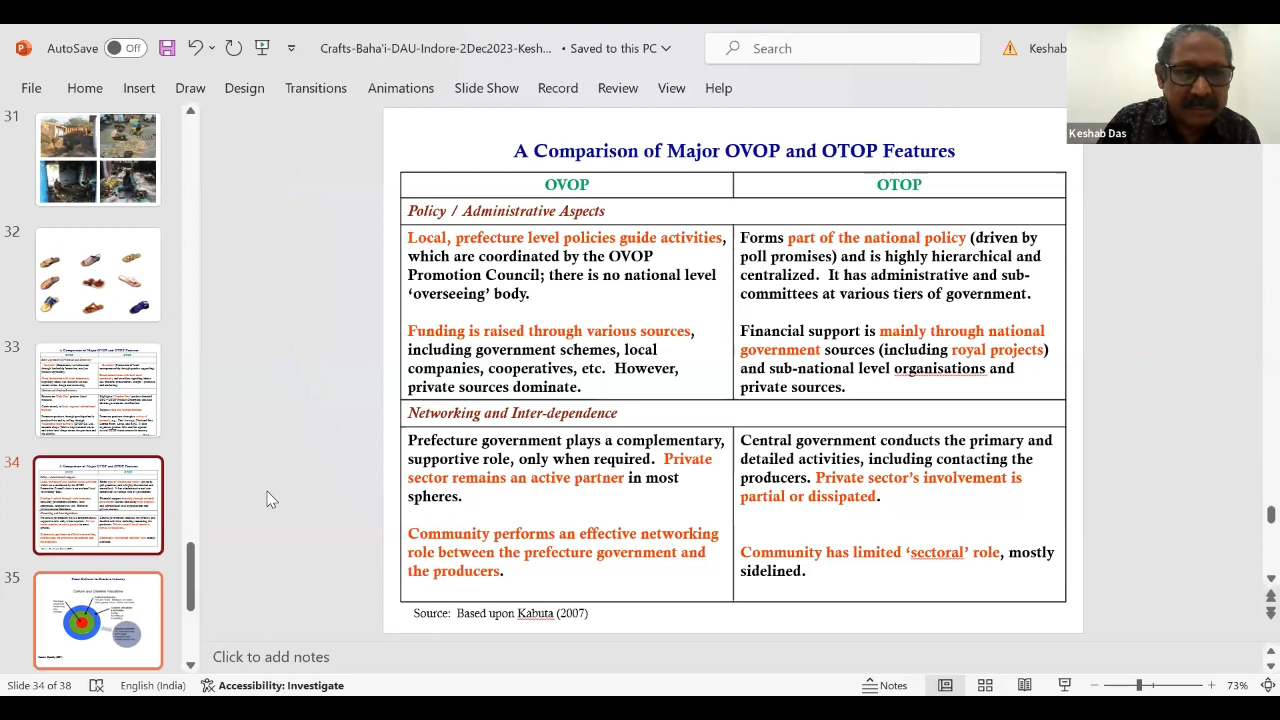 AutoSave Off
Crafts-Baha'i-DAU-Indore-2Dec2023-Kesh... • Saved to this PC
Search
Keshab
File Home Insert Draw Design Transitions Animations Slide Show Record Review View Help
Keshab Das
31
32
33
34
35
A Comparison of Major OVOP and OTOP Features
OVOP
OTOP
Policy / Administrative Aspects
Local, prefecture level policies guide activities,
which are coordinated by the OVOP
Promotion Council; there is no national level
‘overseeing’ body.
Funding is raised through various sources,
including government schemes, local
companies, cooperatives, etc. However,
private sources dominate.
Forms part of the national policy (driven by
poll promises) and is highly hierarchical and
centralized. It has administrative and sub-
committees at various tiers of government.
Financial support is mainly through national
government sources (including royal projects)
and sub-national level organisations and
private sources.
Networking and Inter-dependence
Prefecture government plays a complementary,
supportive role, only when required. Private
sector remains an active partner in most
spheres.
Community performs an effective networking
role between the prefecture government and
the producers.
Central government conducts the primary and
detailed activities, including contacting the
producers. Private sector’s involvement is
partial or dissipated.
Community has limited ‘sectoral’ role, mostly
sidelined.
Source: Based upon Kabuta (2007)
Click to add notes
Slide 34 of 38
English (India)
Accessibility: Investigate
Notes
73%